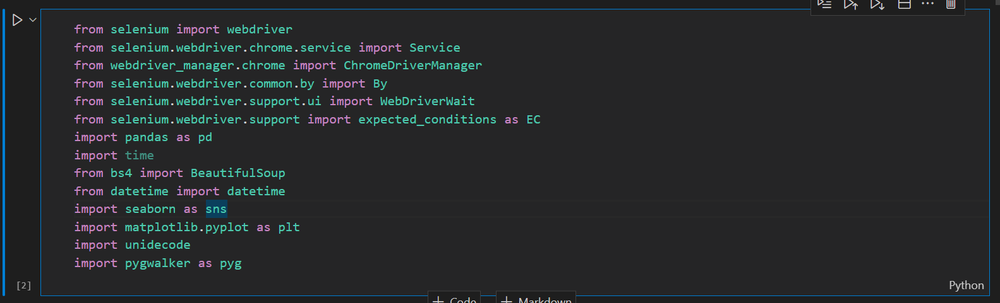 from selenium import webdriver
from selenium.webdriver.chrome.service import Service
from webdriver_manager.chrome import ChromeDriverManager
from selenium.webdriver.common.by import By
from selenium.webdriver.support.ui import WebDriverWait
from selenium.webdriver.support import expected_conditions as EC
import pandas as pd
import time
from bs4 import BeautifulSoup
from datetime import datetime
import seaborn as sns
import matplotlib.pyplot as plt
import unidecode
import pygwalker as pyg
[2]
Python
+ Code
+ Markdown